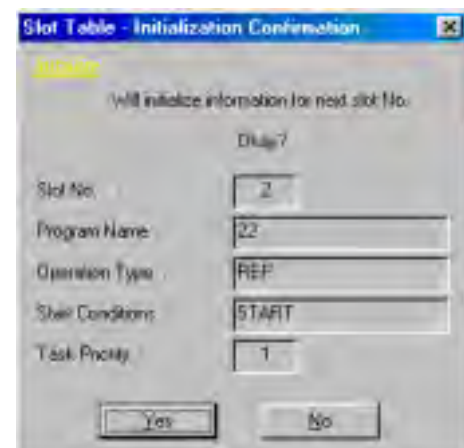 Slot Table - Initialization Confirmation
Will initialize information for next slot No.
Okay?
Slot No. 2
Program Name 22
Operation Type REP
Start Conditions START
Task Priority 1
Yes No